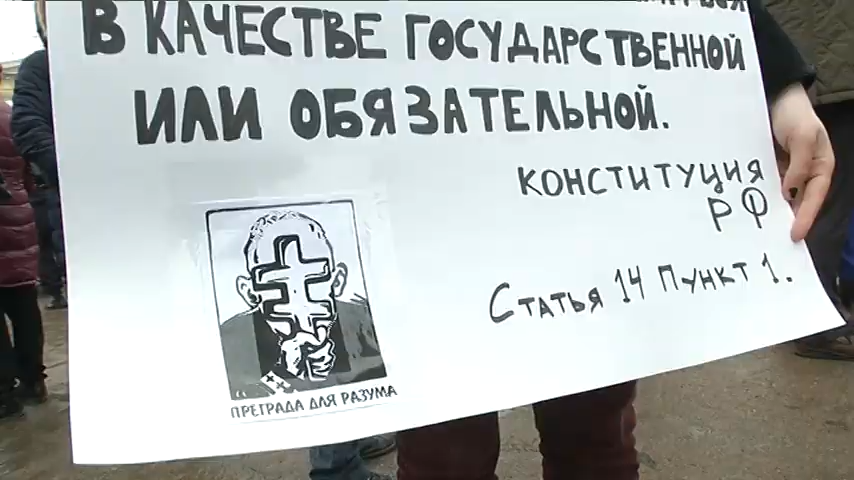 В КАЧЕСТВЕ ГОСУДАРСТВЕННОЙ
ИЛИ ОБЯЗАТЕЛЬНОЙ.
КОНСТИТУЦИЯ
РФ
СТАТЬЯ 14 ПУНКТ 1.
ПРЕГРАДА ДЛЯ РАЗУМА